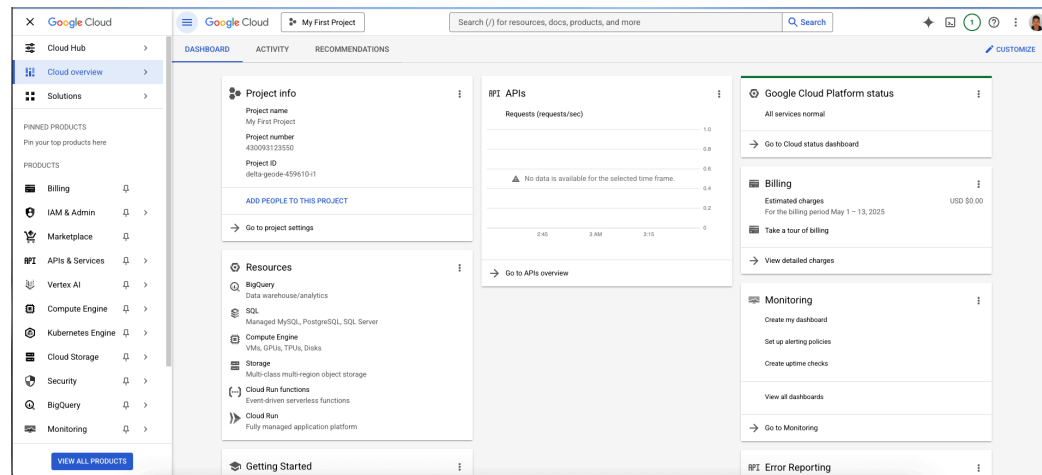 Google Cloud
Cloud Hub
Cloud overview
Solutions
PINNED PRODUCTS
Pin your top products here
PRODUCTS
Billing
IAM & Admin
Marketplace
APIs & Services
Vertex AI
Compute Engine
Kubernetes Engine
Cloud Storage
Security
BigQuery
Monitoring
VIEW ALL PRODUCTS
Google Cloud
My First Project
Search (/) for resources, docs, products, and more
Search
1
DASHBOARD
ACTIVITY
RECOMMENDATIONS
CUSTOMIZE
Project info
Project name
My First Project
Project number
430093123550
Project ID
delta-geode-459610-i1
ADD PEOPLE TO THIS PROJECT
Go to project settings
Resources
BigQuery
Data warehouse/analytics
SQL
Managed MySQL, PostgreSQL, SQL Server
Compute Engine
VMs, GPUs, TPUs, Disks
Storage
Multi-class multi-region object storage
Cloud Run functions
Event-driven serverless functions
Cloud Run
Fully managed application platform
Getting Started
API APIs
Requests (requests/sec)
1.0
0.8
0.6
No data is available for the selected time frame.
0.4
0.2
0
2:45
3 AM
3:15
Go to APIs overview
Google Cloud Platform status
All services normal
Go to Cloud status dashboard
Billing
Estimated charges
USD $0.00
For the billing period May 1 – 13, 2025
Take a tour of billing
View detailed charges
Monitoring
Create my dashboard
Set up alerting policies
Create uptime checks
View all dashboards
Go to Monitoring
API Error Reporting